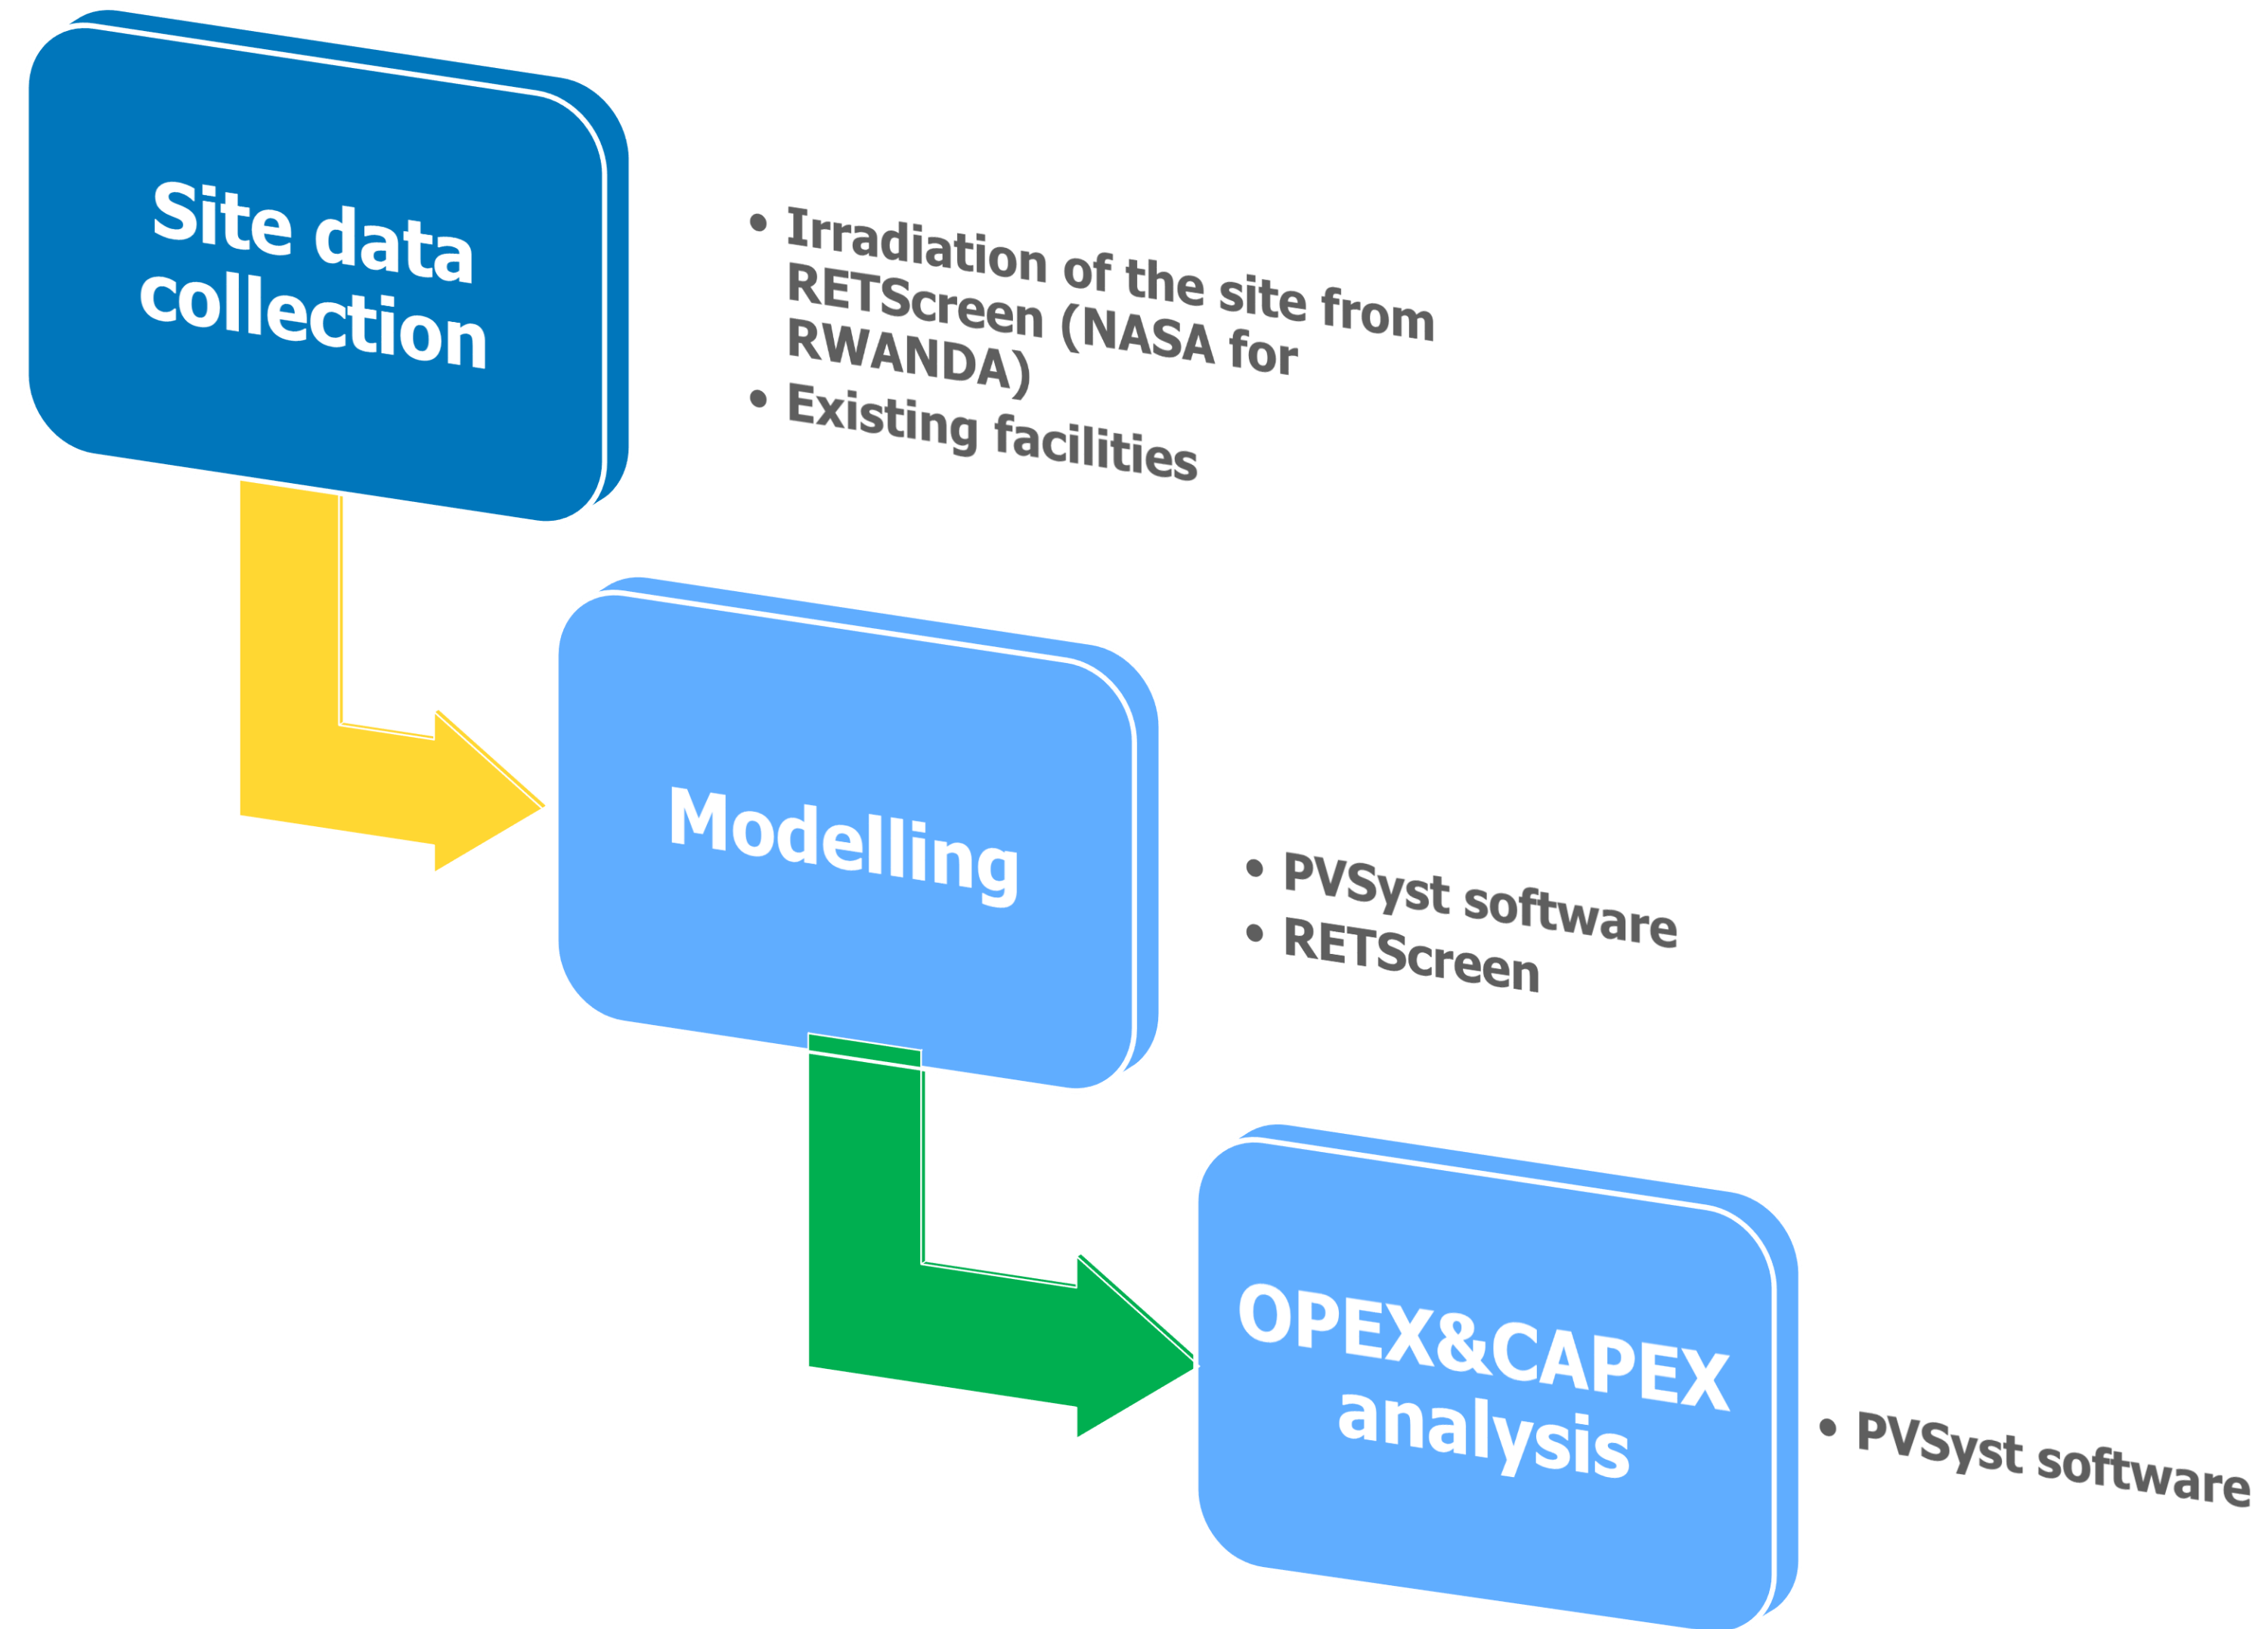 Site data
collection
• Irradiation of the site from
RETScreen (NASA for
RWANDA)
• Existing facilities
Modelling
• PVSyst software
• RETScreen
OPEX&CAPEX
analysis
• PVSyst software